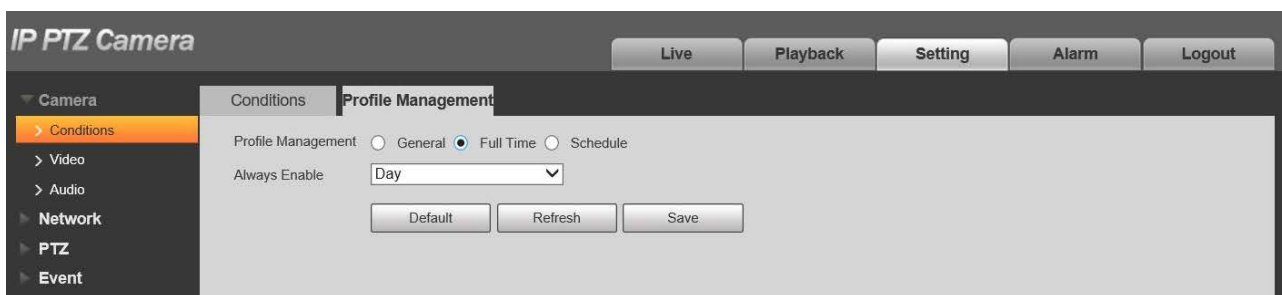 IP PTZ Camera
Live Playback Setting Alarm Logout
Camera
Conditions
Video
Audio
Network
PTZ
Event
Conditions Profile Management
Profile Management General Full Time Schedule
Always Enable Day
Default Refresh Save